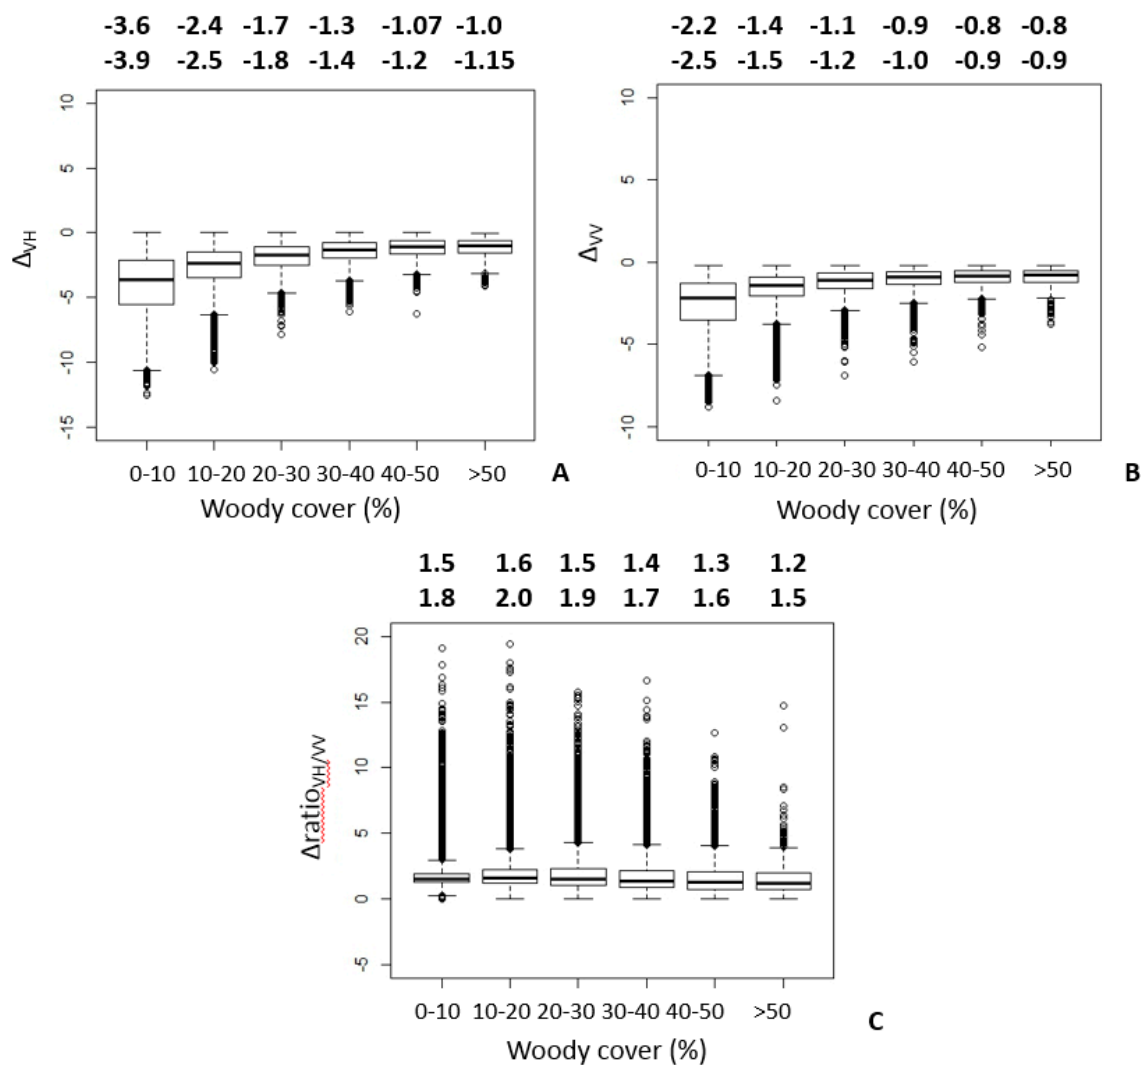 -3.6 -2.4 -1.7 -1.3 -1.07 -1.0
-3.9 -2.5 -1.8 -1.4 -1.2 -1.15
10
5
0
-5
-10
-15
ΔVH
0-10 10-20 20-30 30-40 40-50 >50
Woody cover (%)
A
-2.2 -1.4 -1.1 -0.9 -0.8 -0.8
-2.5 -1.5 -1.2 -1.0 -0.9 -0.9
10
5
0
-5
-10
ΔVV
0-10 10-20 20-30 30-40 40-50 >50
Woody cover (%)
B
1.5 1.6 1.5 1.4 1.3 1.2
1.8 2.0 1.9 1.7 1.6 1.5
20
15
10
5
0
-5
ΔratioVH/VV
0-10 10-20 20-30 30-40 40-50 >50
Woody cover (%)
C